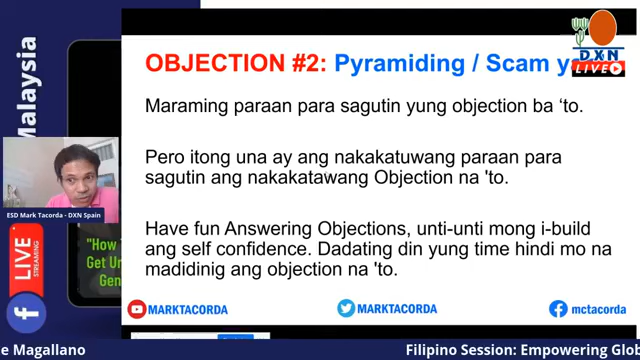 Malaysia
OBJECTION #2: Pyramiding / Scam y
DXN
LIVE
Maraming paraan para sagutin yung objection ba ‘to.
Pero itong una ay ang nakakatuwang paraan para
sagutin ang nakakatawang Objection na 'to.
Have fun Answering Objections, unti-unti mong i-build
ang self confidence. Dadating din yung time hindi mo na
madidinig ang objection na 'to.
ESD Mark Tacorda - DXN Spain
LIVE
STREAMING
f
"How
Get Un
Gen
MARKTACORDA
MARKTACORDA
mctacorda
e Magallano
Filipino Session: Empowering Glob